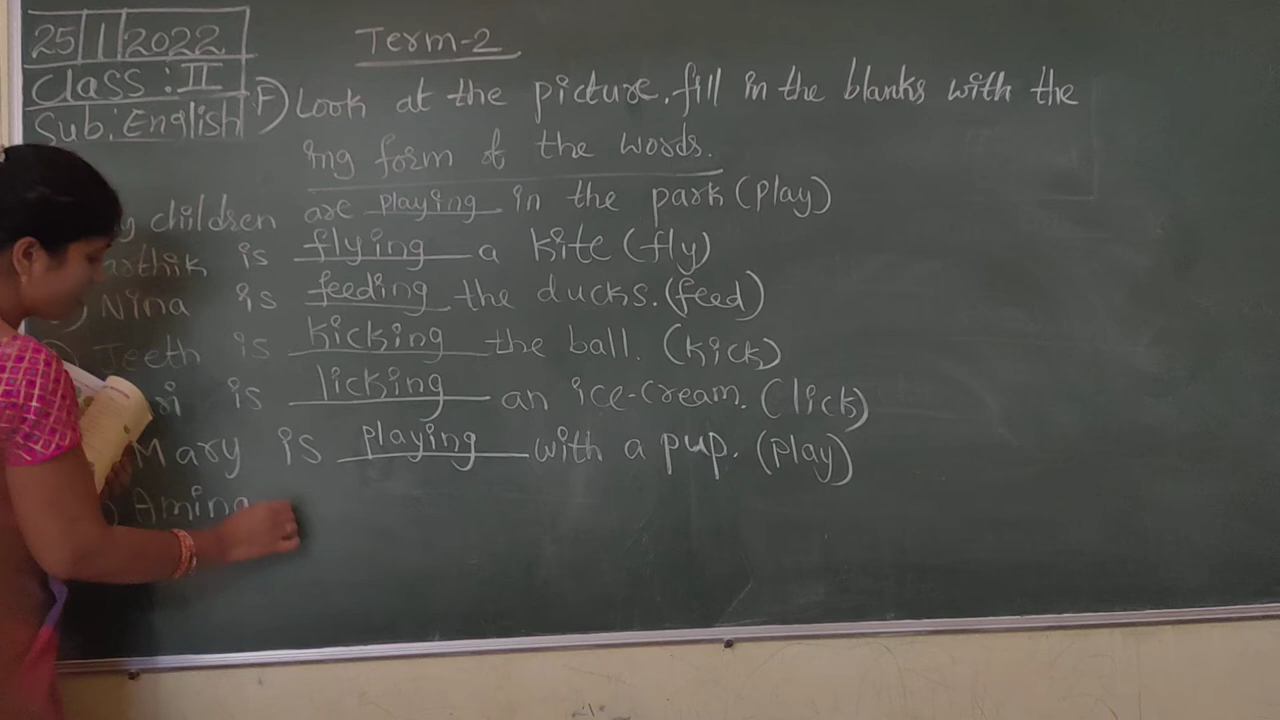 25/1/2022
Class : II
Sub: English
Term-2
F) Look at the picture. fill in the blanks with the
ing form of the words.
children are playing in the park (play)
is flying a kite (fly)
Nina is feeding the ducks. (feed)
Jeeth is kicking the ball. (kick)
is licking an ice-cream. (lick)
Mary is playing with a pup. (play)
Amina